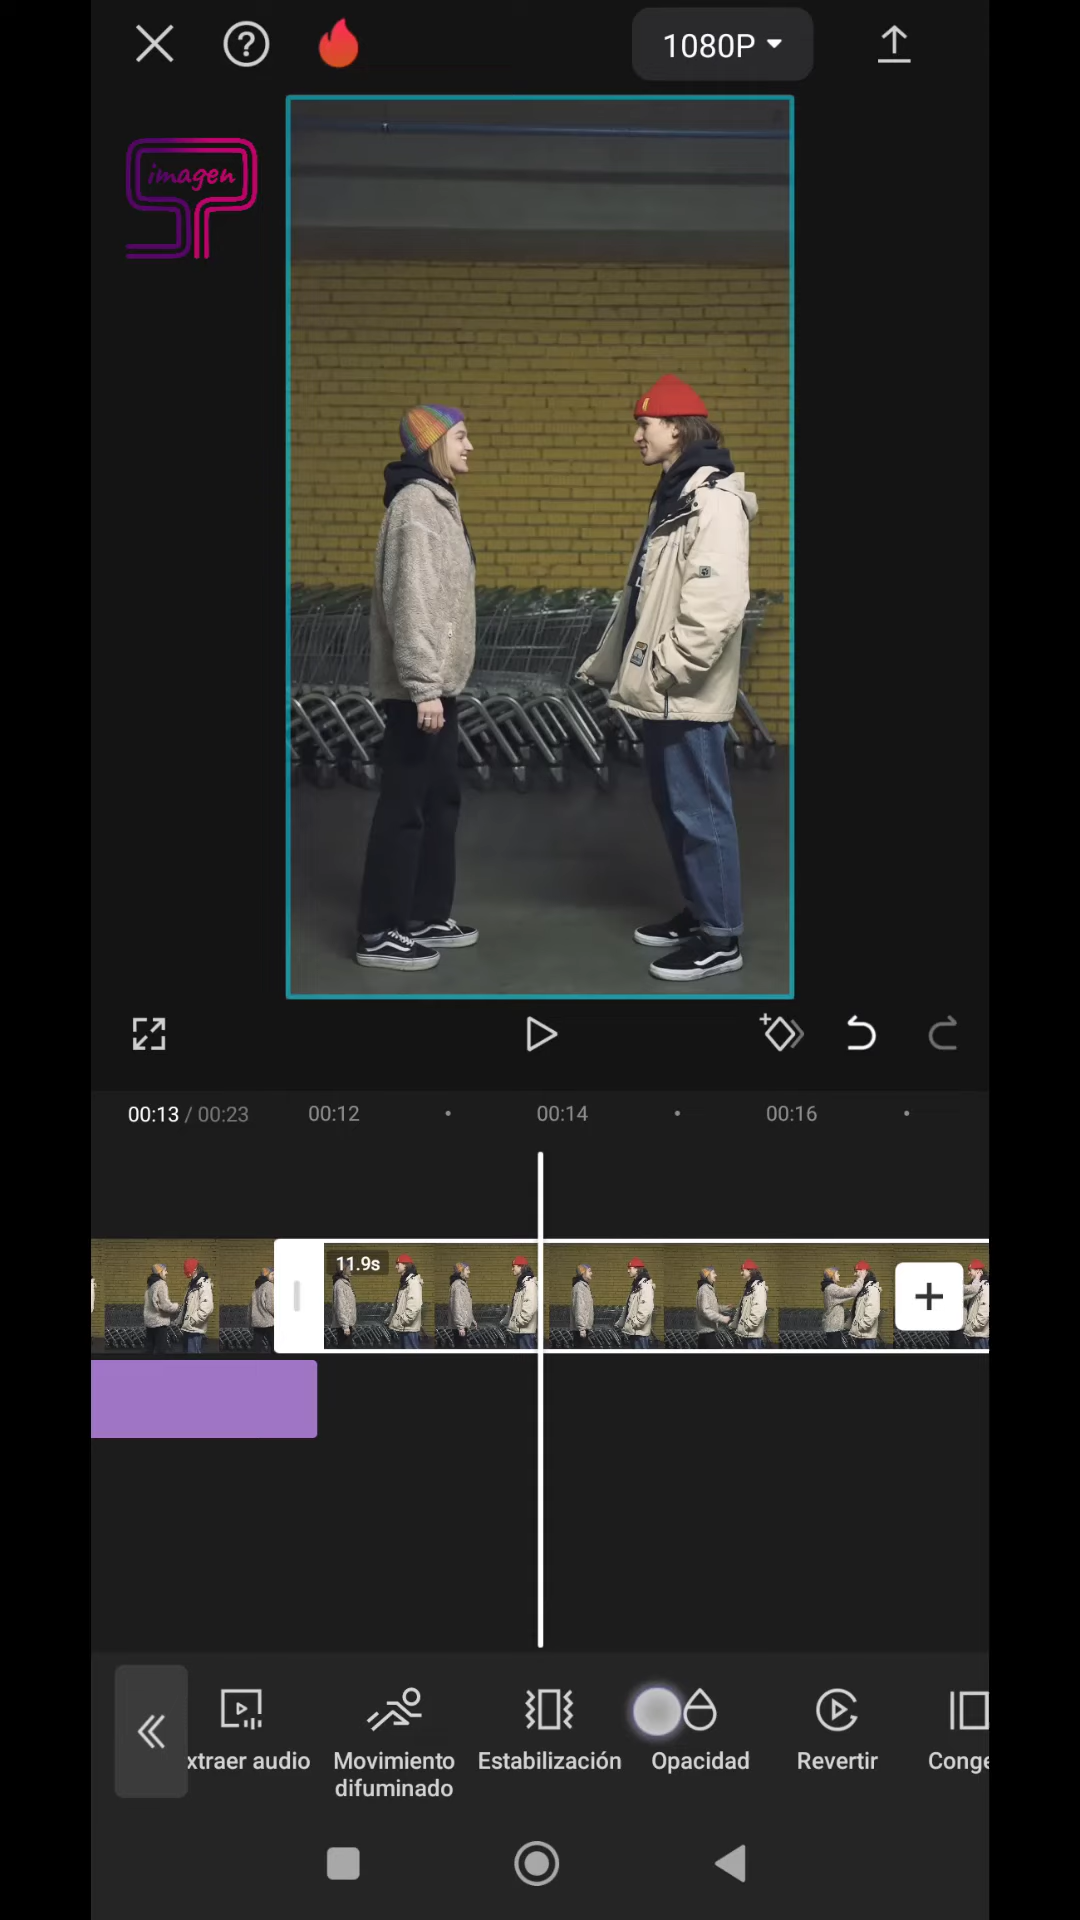 1080P
imagen
00:13 / 00:23
00:12
00:14
00:16
11.9s
xtraer audio
Movimiento
difuminado
Estabilización
Opacidad
Revertir
Conge